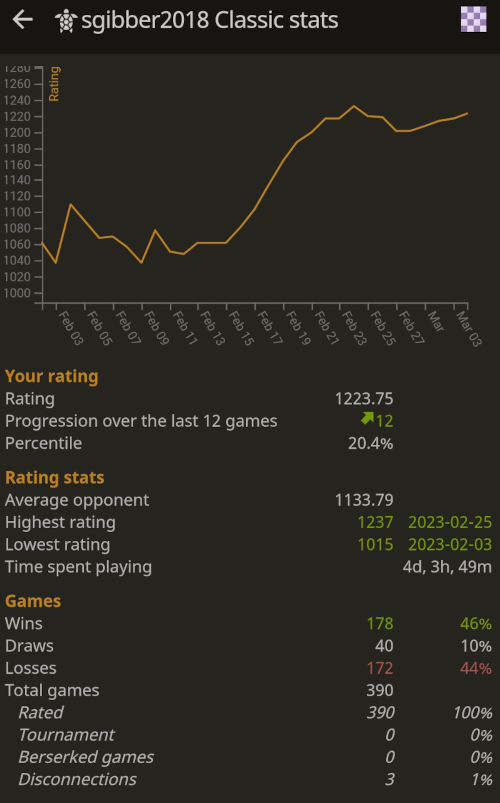 sgibber2018 Classic stats
Rating
1280
1260
1240
1220
1200
1180
1160
1140
1120
1100
1080
1060
1040
1020
1000
Feb 03
Feb 05
Feb 07
Feb 09
Feb 11
Feb 13
Feb 15
Feb 17
Feb 19
Feb 21
Feb 23
Feb 25
Feb 27
Mar
Mar 03
Your rating
Rating 1223.75
Progression over the last 12 games 12
Percentile 20.4%
Rating stats
Average opponent 1133.79
Highest rating 1237 2023-02-25
Lowest rating 1015 2023-02-03
Time spent playing 4d, 3h, 49m
Games
Wins 178 46%
Draws 40 10%
Losses 172 44%
Total games 390
Rated 390 100%
Tournament 0 0%
Berserked games 0 0%
Disconnections 3 1%